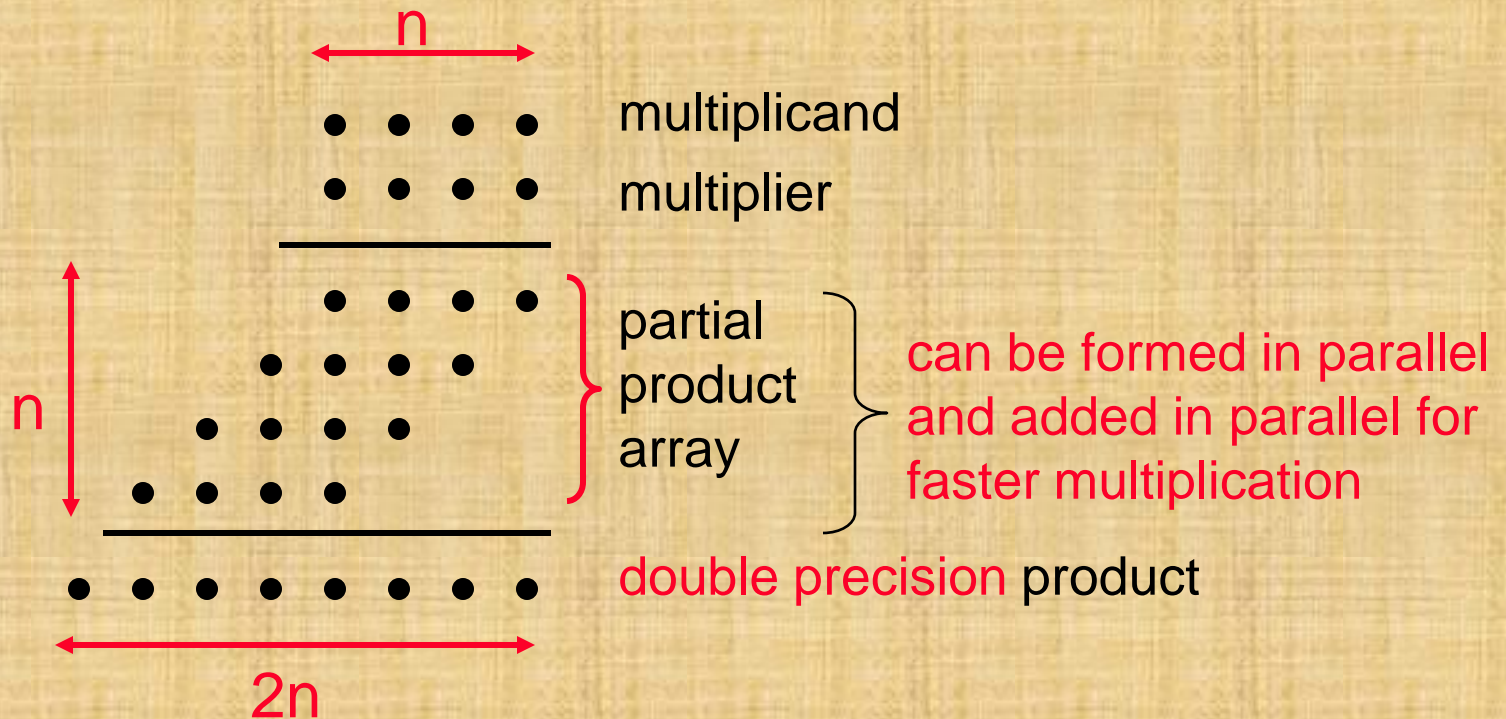 n
multiplicand
multiplier
n
partial
product
array
can be formed in parallel
and added in parallel for
faster multiplication
double precision product
2n